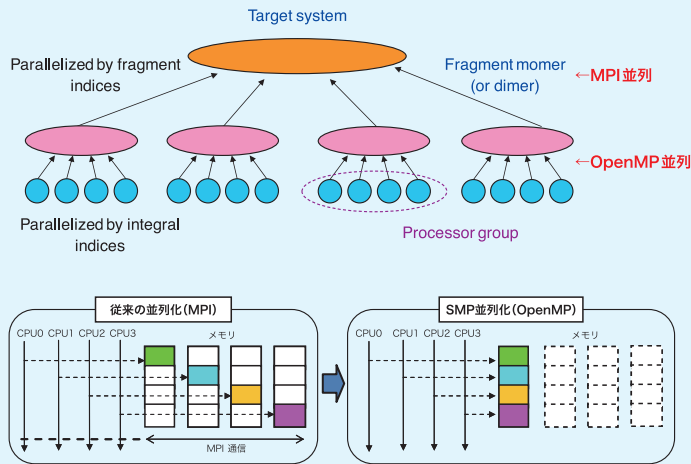 Target system
Parallelized by fragment
indices
Fragment momer
(or dimer)
←MPI並列
←OpenMP並列
Parallelized by integral
indices
Processor group
従来の並列化(MPI)
CPU0 CPU1 CPU2 CPU3 メモリ
MPI 通信
SMP並列化(OpenMP)
CPU0 CPU1 CPU2 CPU3 メモリ